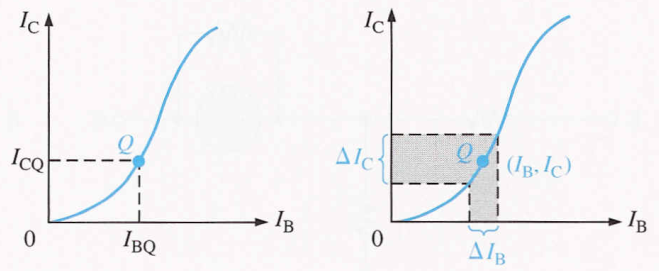 I_C
I_CQ
Q
0
I_BQ
I_B
I_C
ΔI_C
Q
(I_B, I_C)
0
ΔI_B
I_B